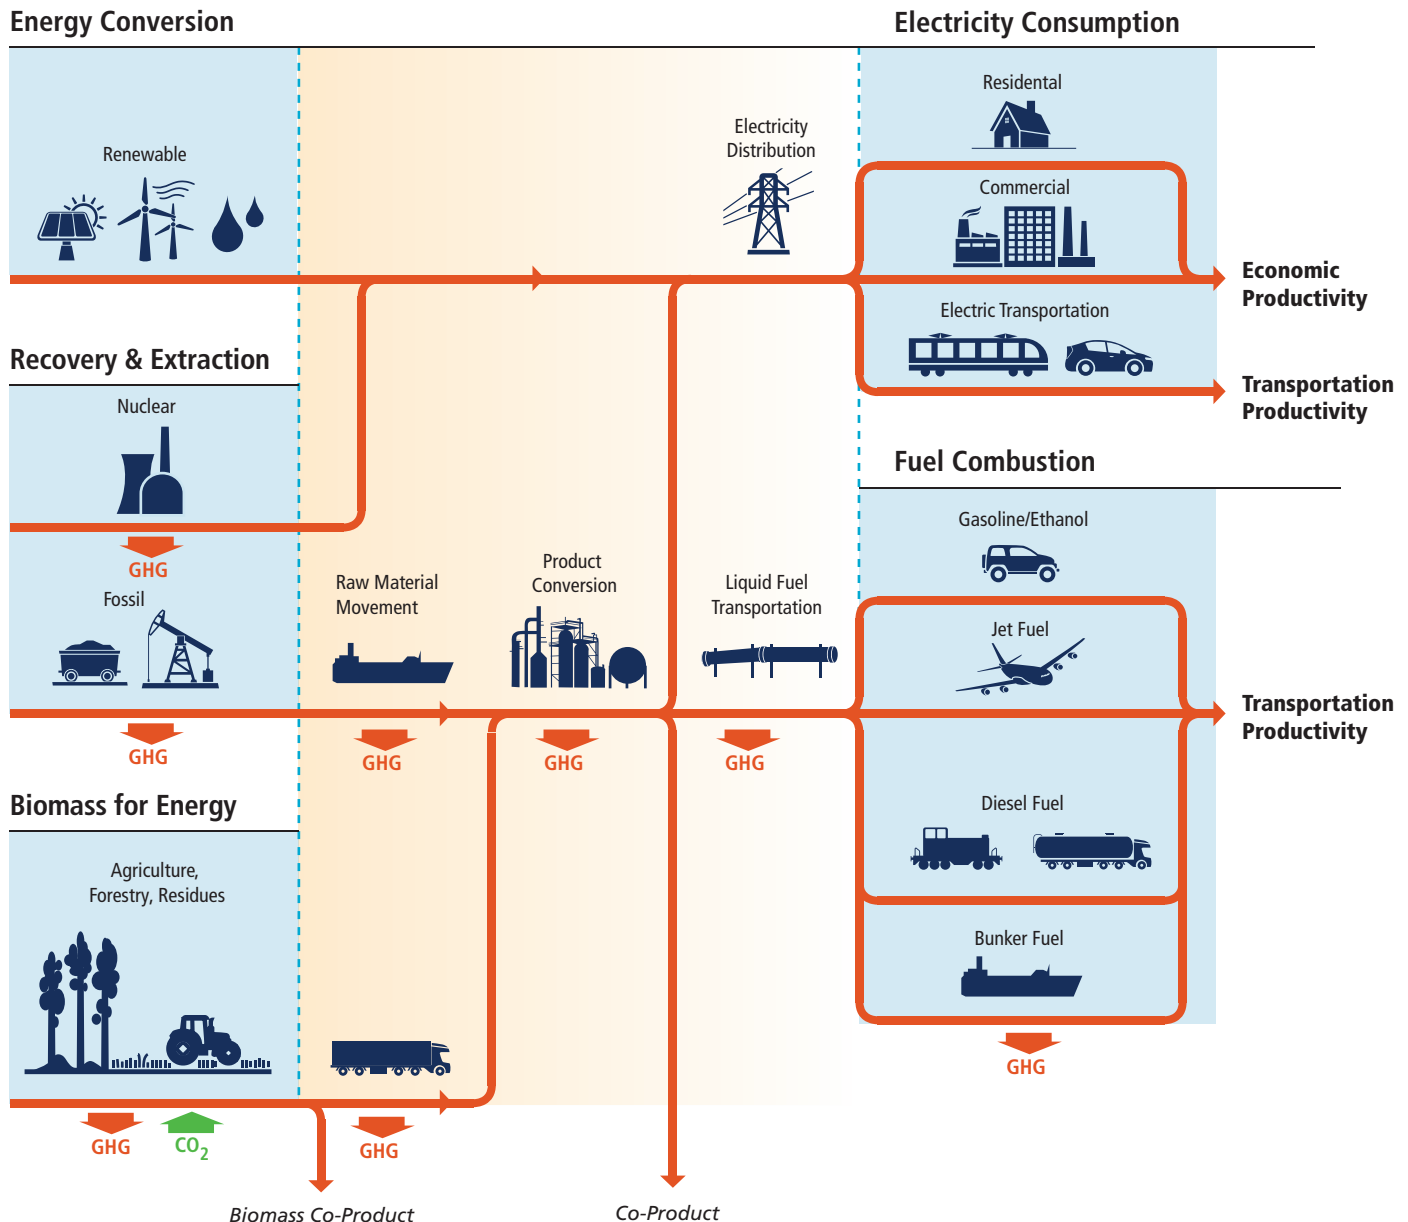 Energy Conversion
Electricity Consumption
Residental
Electricity
Distribution
Renewable
Commercial
Economic
Productivity
Electric Transportation
Recovery & Extraction
Transportation
Productivity
Nuclear
Fuel Combustion
Gasoline/Ethanol
GHG
Fossil
Raw Material
Movement
Product
Conversion
Liquid Fuel
Transportation
Jet Fuel
Transportation
Productivity
GHG
GHG
GHG
GHG
Biomass for Energy
Diesel Fuel
Agriculture,
Forestry, Residues
Bunker Fuel
GHG
GHG
CO2
GHG
Biomass Co-Product
Co-Product